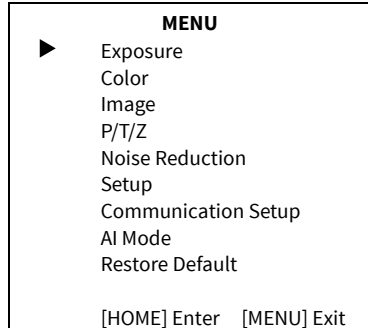 MENU
Exposure
Color
Image
P/T/Z
Noise Reduction
Setup
Communication Setup
AI Mode
Restore Default
[HOME] Enter [MENU] Exit